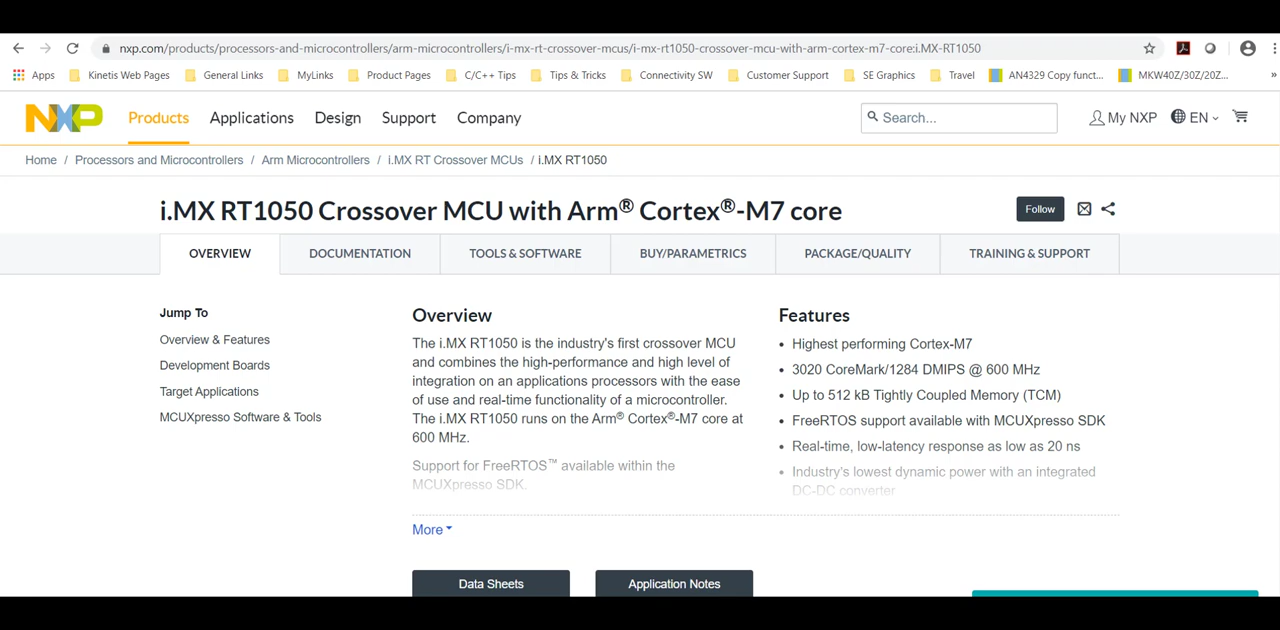 nxp.com/products/processors-and-microcontrollers/arm-microcontrollers/i-mx-rt-crossover-mcus/i-mx-rt1050-crossover-mcu-with-arm-cortex-m7-core:i.MX-RT1050
Apps Kinetis Web Pages General Links MyLinks Product Pages C/C++ Tips Tips & Tricks Connectivity SW Customer Support SE Graphics Travel AN4329 Copy funct... MKW40Z/30Z/20Z... »
NXP Products Applications Design Support Company Search... My NXP EN
Home / Processors and Microcontrollers / Arm Microcontrollers / i.MX RT Crossover MCUs / i.MX RT1050
i.MX RT1050 Crossover MCU with Arm® Cortex®-M7 core
Follow
OVERVIEW DOCUMENTATION TOOLS & SOFTWARE BUY/PARAMETRICS PACKAGE/QUALITY TRAINING & SUPPORT
Jump To
Overview & Features
Development Boards
Target Applications
MCUXpresso Software & Tools
Overview
The i.MX RT1050 is the industry's first crossover MCU
and combines the high-performance and high level of
integration on an applications processors with the ease
of use and real-time functionality of a microcontroller.
The i.MX RT1050 runs on the Arm® Cortex®-M7 core at
600 MHz.
Support for FreeRTOS™ available within the
MCUXpresso SDK.
Features
• Highest performing Cortex-M7
• 3020 CoreMark/1284 DMIPS @ 600 MHz
• Up to 512 kB Tightly Coupled Memory (TCM)
• FreeRTOS support available with MCUXpresso SDK
• Real-time, low-latency response as low as 20 ns
• Industry's lowest dynamic power with an integrated
DC-DC converter
More
Data Sheets Application Notes